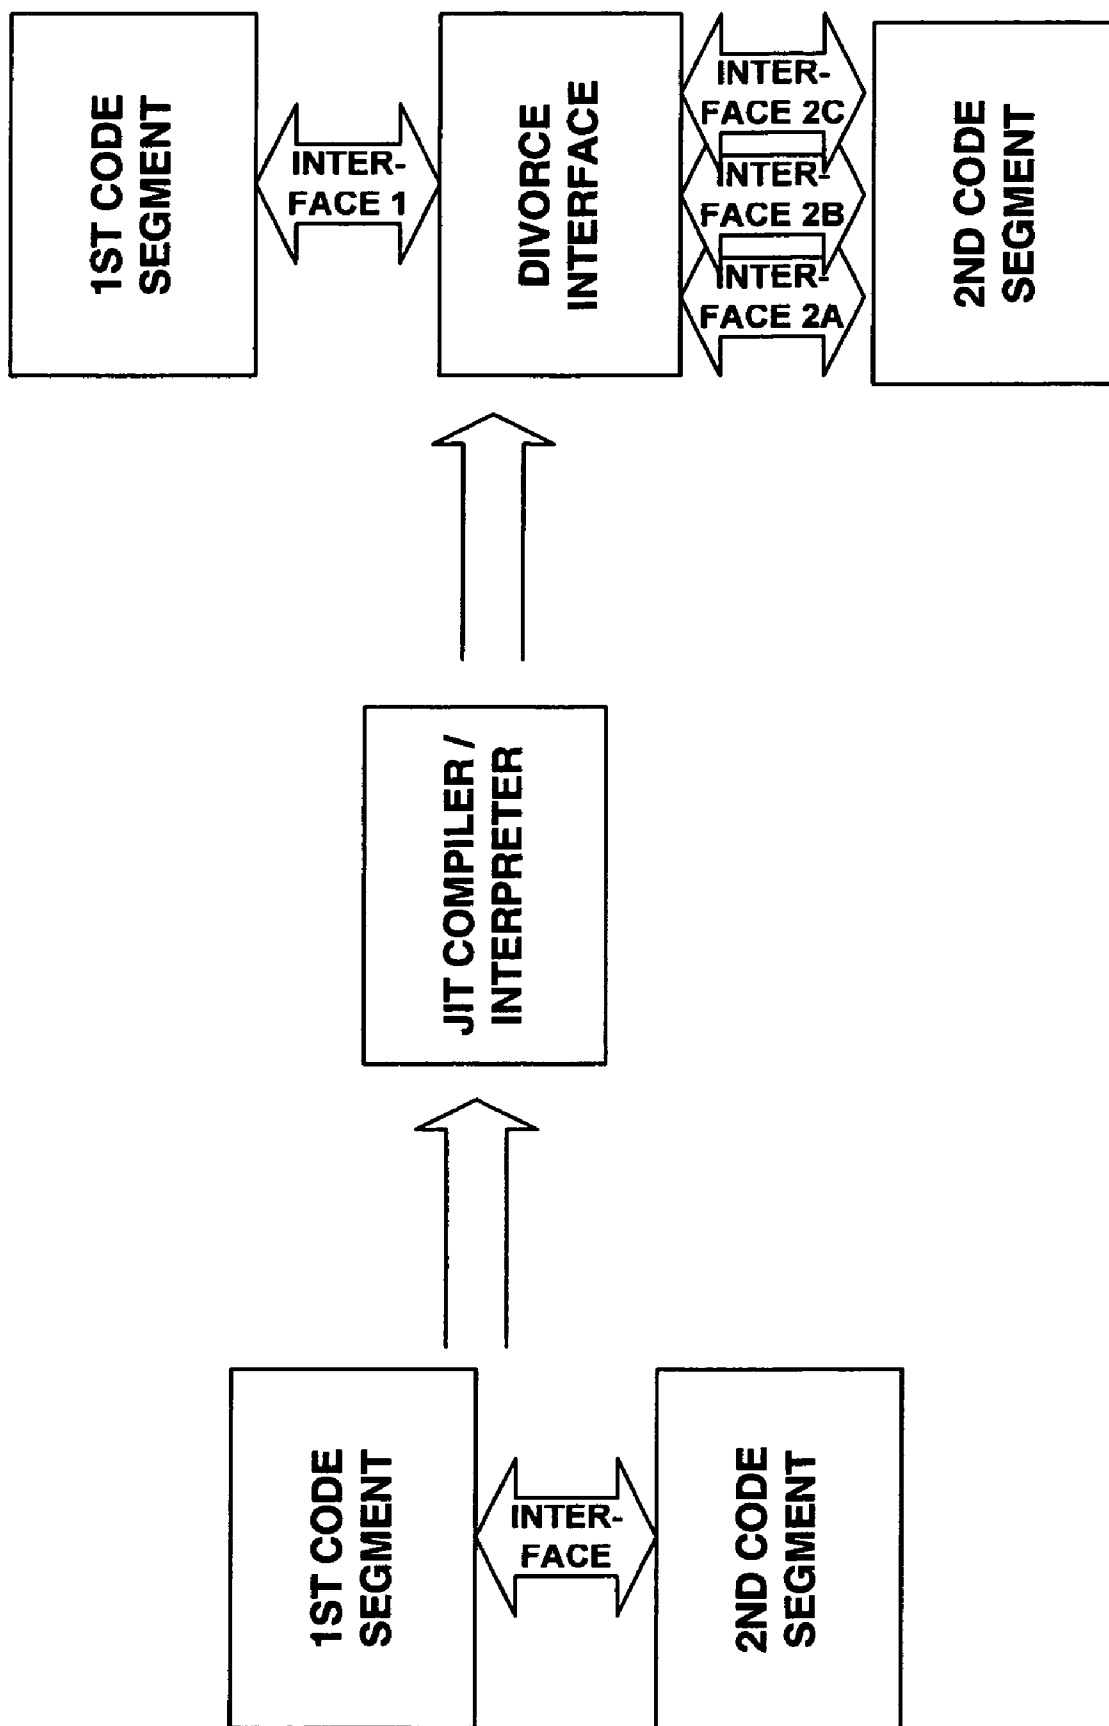 1ST CODE
SEGMENT
INTER-
FACE
2ND CODE
SEGMENT
JIT COMPILER /
INTERPRETER
1ST CODE
SEGMENT
INTER-
FACE 1
DIVORCE
INTERFACE
INTER-
FACE 2C
INTER-
FACE 2B
INTER-
FACE 2A
2ND CODE
SEGMENT